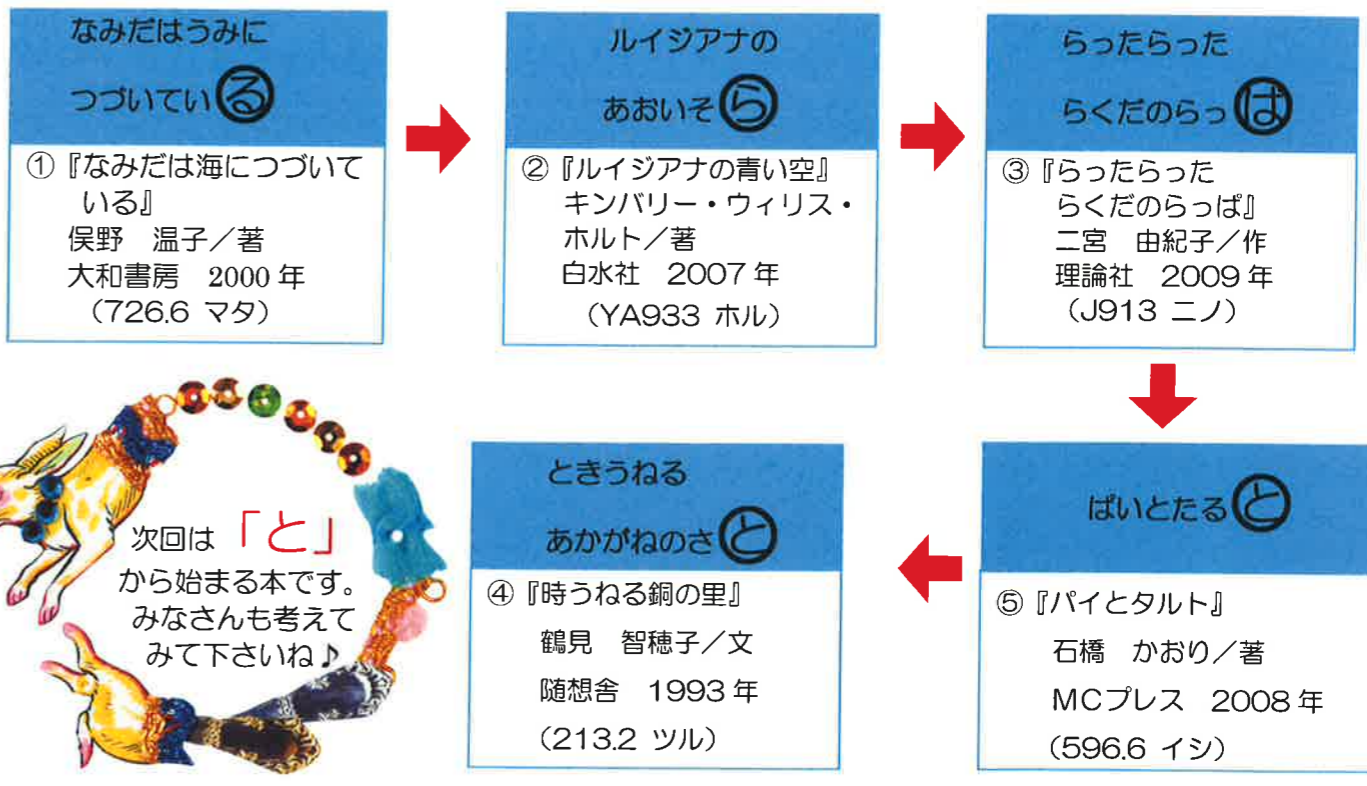 なみだはうみに
つづいている
①『なみだは海につづいて
いる』
俣野 温子/著
大和書房 2000年
(726.6 マタ)
ルイジアナの
あおいそら
②『ルイジアナの青い空』
キンバリー・ウィリス・
ホルト/著
白水社 2007年
(YA933 ホル)
らったらった
らくだのらっぱ
③『らったらった
らくだのらっぱ』
二宮 由紀子/作
理論社 2009年
(J913 ニノ)
ぱいとたると
⑤『パイとタルト』
石橋 かおり/著
MCプレス 2008年
(596.6 イシ)
ときうねる
あかがねのさと
④『時うねる銅の里』
鶴見 智穂子/文
随想舎 1993年
(213.2 ツル)
次回は「と」
から始まる本です。
みなさんも考えて
みて下さいね♪